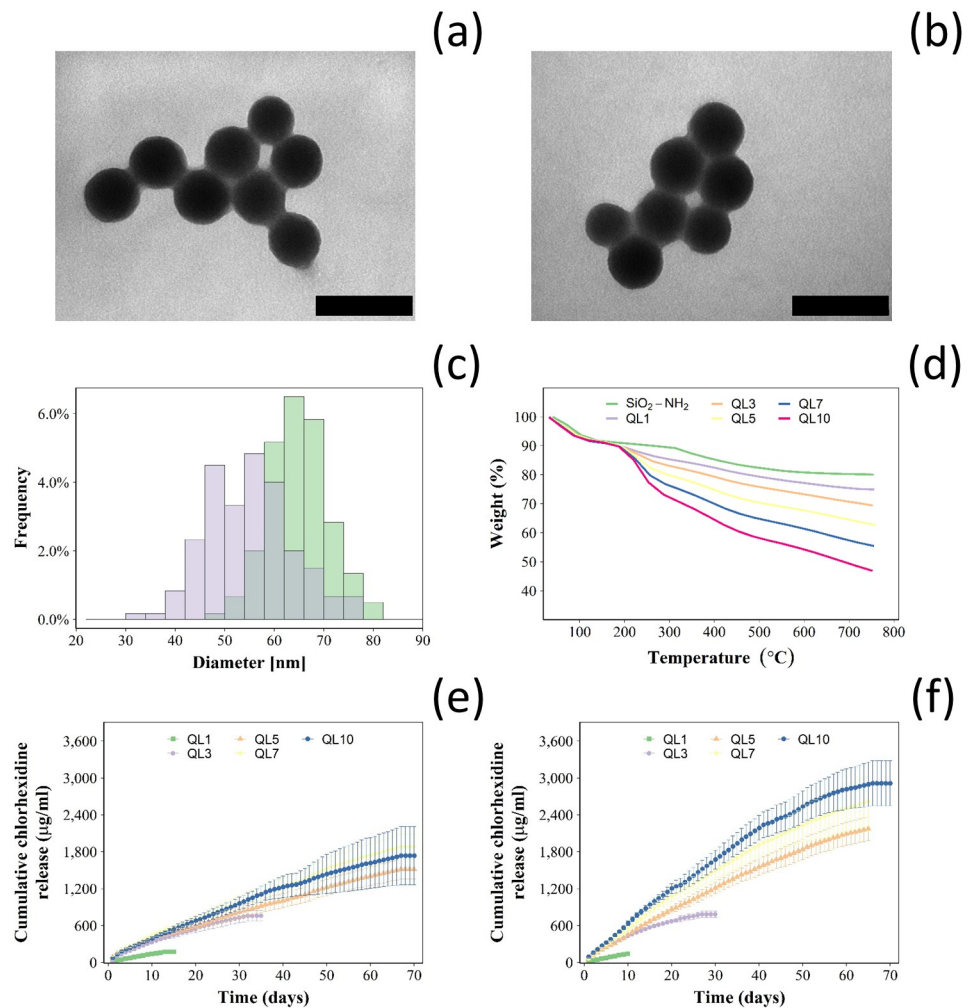 (a)
(b)
(c)
6.0%
4.0%
2.0%
0.0%
Frequency
20 30 40 50 60 70 80 90
Diameter [nm]
(d)
SiO2 – NH2 QL3 QL7
QL1 QL5 QL10
100
90
80
70
60
50
40
Weight (%)
100 200 300 400 500 600 700 800
Temperature (°C)
(e)
QL1 QL5 QL10
QL3 QL7
3,600
3,000
2,400
1,800
1,200
600
0
Cumulative chlorhexidine
release (μg/ml)
0 10 20 30 40 50 60 70
Time (days)
(f)
QL1 QL5 QL10
QL3 QL7
3,600
3,000
2,400
1,800
1,200
600
0
Cumulative chlorhexidine
release (μg/ml)
0 10 20 30 40 50 60 70
Time (days)